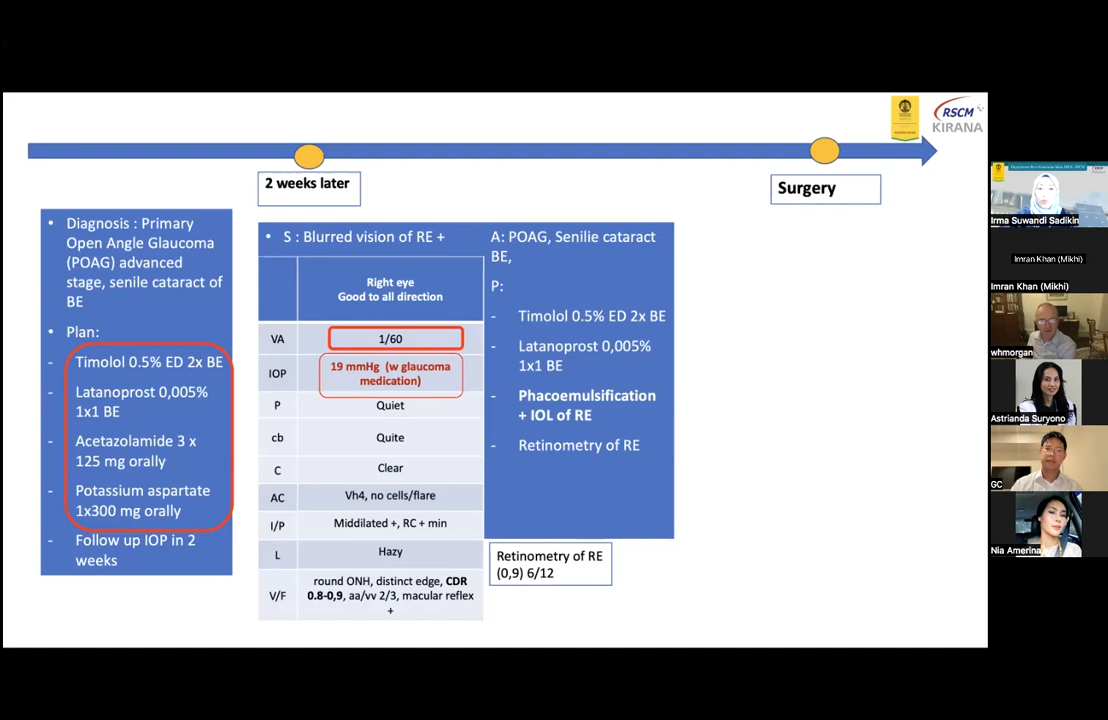 RSCM
KIRANA
2 weeks later
Surgery
• Diagnosis : Primary
Open Angle Glaucoma
(POAG) advanced
stage, senile cataract of
BE
• Plan:
- Timolol 0.5% ED 2x BE
- Latanoprost 0,005%
1x1 BE
- Acetazolamide 3 x
125 mg orally
- Potassium aspartate
1x300 mg orally
- Follow up IOP in 2
weeks
• S : Blurred vision of RE +
Right eye
Good to all direction
VA 1/60
IOP 19 mmHg (w glaucoma
medication)
P Quiet
cb Quite
C Clear
AC Vh4, no cells/flare
I/P Middilated +, RC + min
L Hazy
V/F round ONH, distinct edge, CDR
0.8-0,9, aa/vv 2/3, macular reflex
+
A: POAG, Senilie cataract
BE,
P:
- Timolol 0.5% ED 2x BE
- Latanoprost 0,005%
1x1 BE
- Phacoemulsification
+ IOL of RE
- Retinometry of RE
Retinometry of RE
(0,9) 6/12
Irma Suwandi Sadikin
Imran Khan (Mikhi)
Imran Khan (Mikhi)
whmorgan
Astrianda Suryono
GC
Nia Amerina